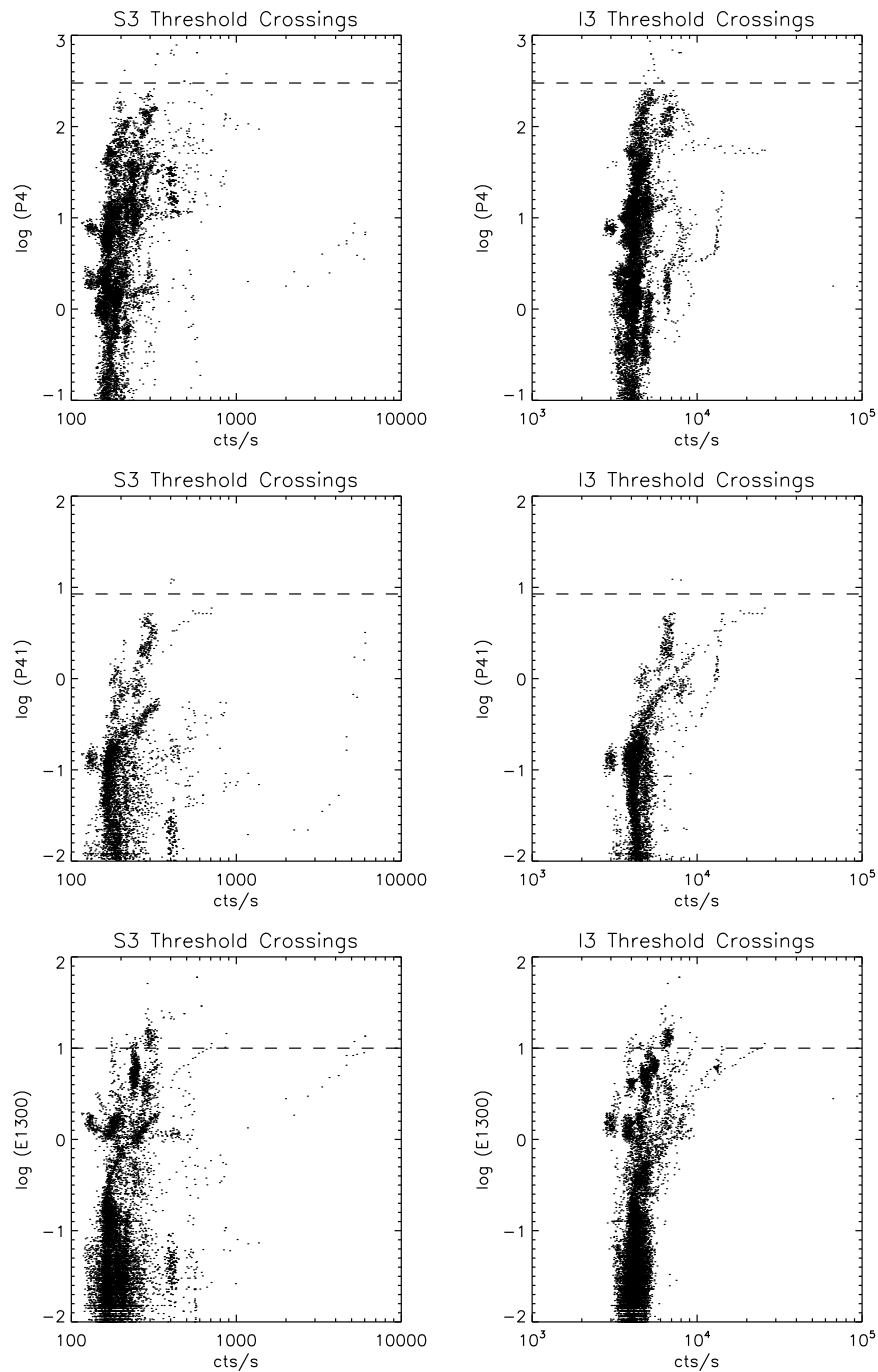 S3 Threshold Crossings
I3 Threshold Crossings
3
2
1
0
−1
log (P4)
100
1000
10000
cts/s
3
2
1
0
−1
log (P4)
10³
10⁴
10⁵
cts/s
S3 Threshold Crossings
I3 Threshold Crossings
2
1
0
−1
−2
log (P41)
100
1000
10000
cts/s
2
1
0
−1
−2
log (P41)
10³
10⁴
10⁵
cts/s
S3 Threshold Crossings
I3 Threshold Crossings
2
1
0
−1
−2
log (E1300)
100
1000
10000
cts/s
2
1
0
−1
−2
log (E1300)
10³
10⁴
10⁵
cts/s